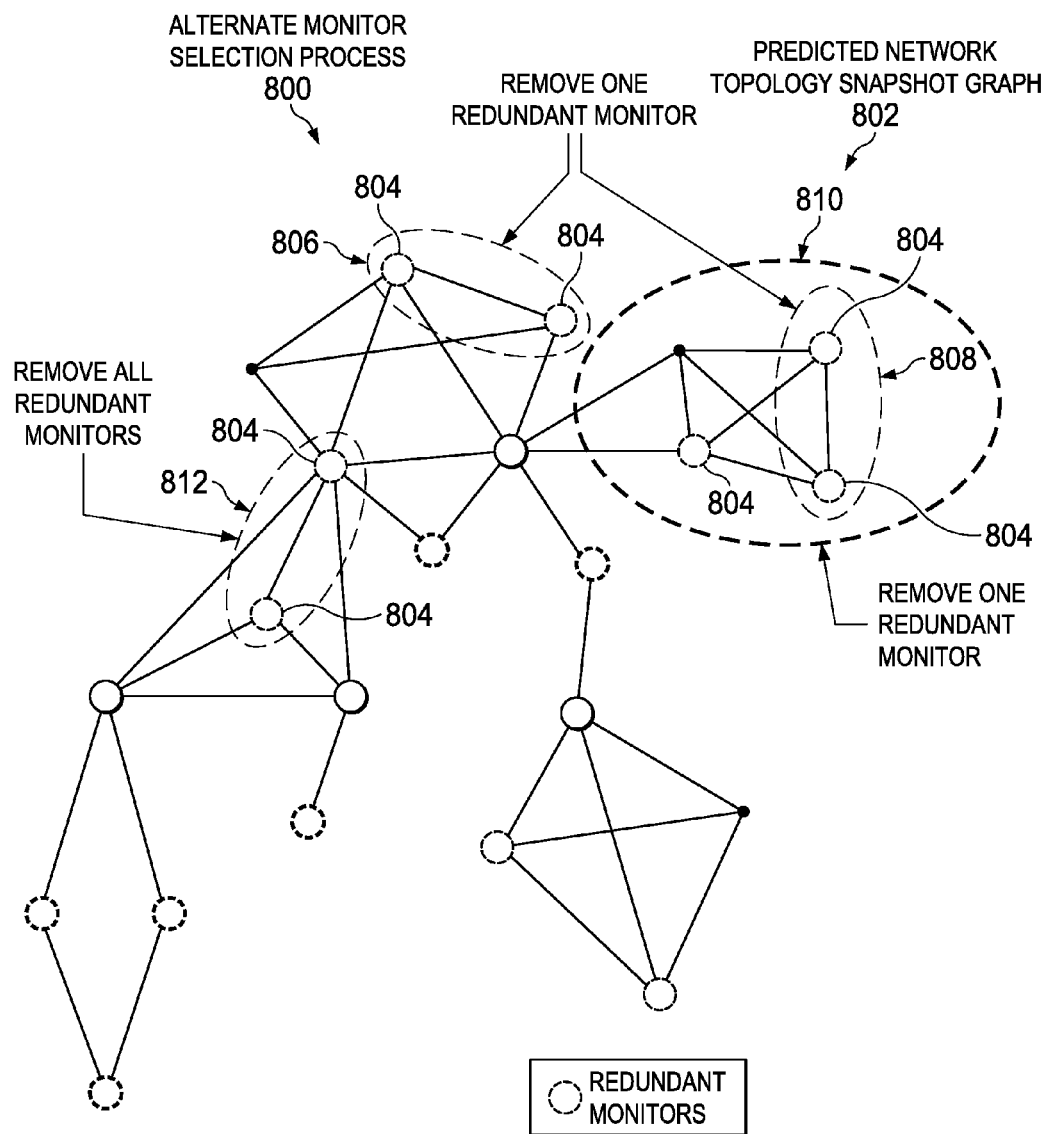 ALTERNATE MONITOR
SELECTION PROCESS
800
REMOVE ONE
REDUNDANT MONITOR
PREDICTED NETWORK
TOPOLOGY SNAPSHOT GRAPH
802
804
806
804
810
804
808
REMOVE ALL
REDUNDANT
MONITORS
804
812
804
804
804
REMOVE ONE
REDUNDANT
MONITOR
REDUNDANT
MONITORS